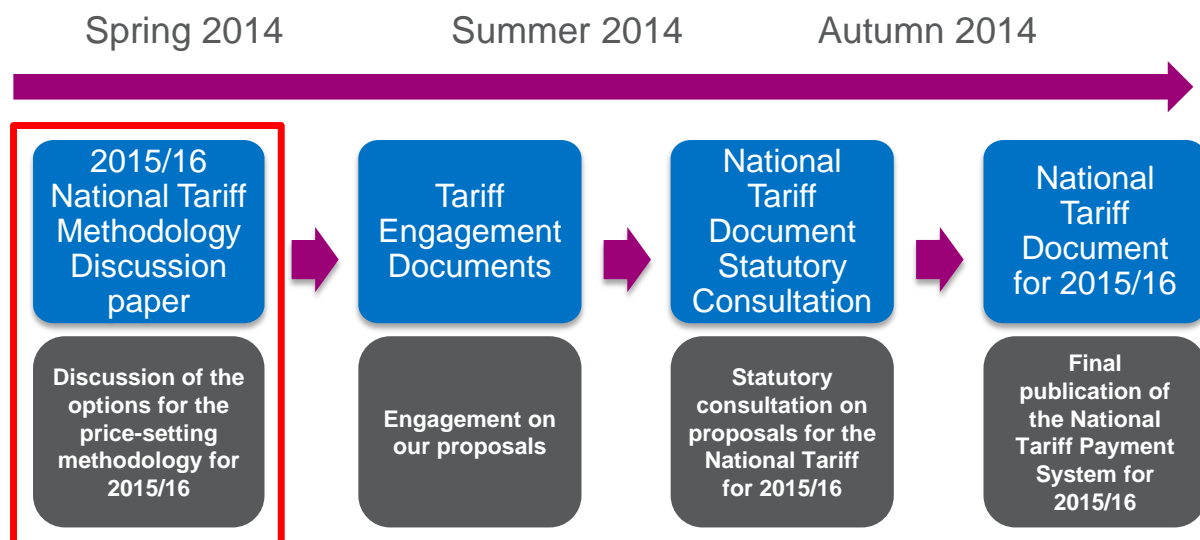 Spring 2014
Summer 2014
Autumn 2014
2015/16
National Tariff
Methodology
Discussion
paper
Tariff
Engagement
Documents
National
Tariff
Document
Statutory
Consultation
National
Tariff
Document
for 2015/16
Discussion of the
options for the
price-setting
methodology for
2015/16
Engagement on
our proposals
Statutory
consultation on
proposals for the
National Tariff
for 2015/16
Final
publication of
the National
Tariff Payment
System for
2015/16